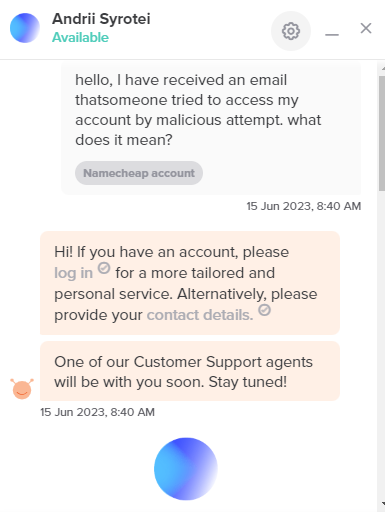 Andrii Syrotei
Available
hello, I have received an email
thatsomeone tried to access my
account by malicious attempt. what
does it mean?
Namecheap account
15 Jun 2023, 8:40 AM
Hi! If you have an account, please
log in for a more tailored and
personal service. Alternatively, please
provide your contact details.
One of our Customer Support agents
will be with you soon. Stay tuned!
15 Jun 2023, 8:40 AM